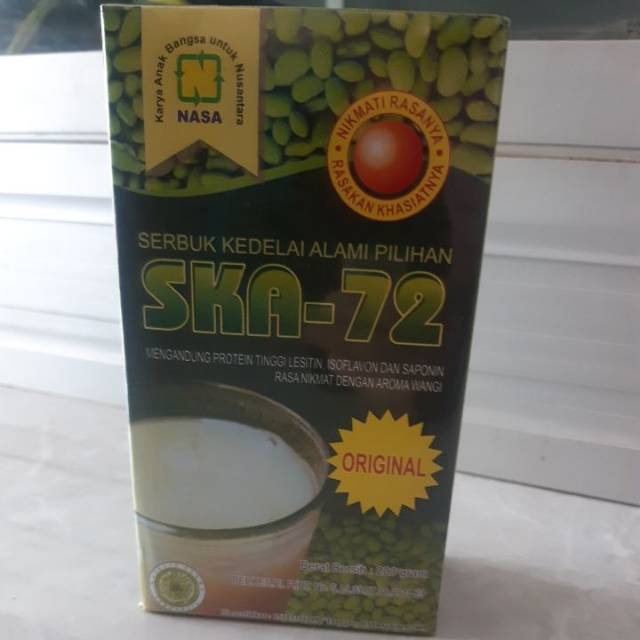 Karya Anak Bangsa untuk Nusantara
N
NASA
NIKMATI RASANYA
RASAKAN KHASIATNYA
SERBUK KEDELAI ALAMI PILIHAN
SKA-72
MENGANDUNG PROTEIN TINGGI LESITIN, ISOFLAVON DAN SAPONIN
RASA NIKMAT DENGAN AROMA WANGI
ORIGINAL
Berat Bersih : gram